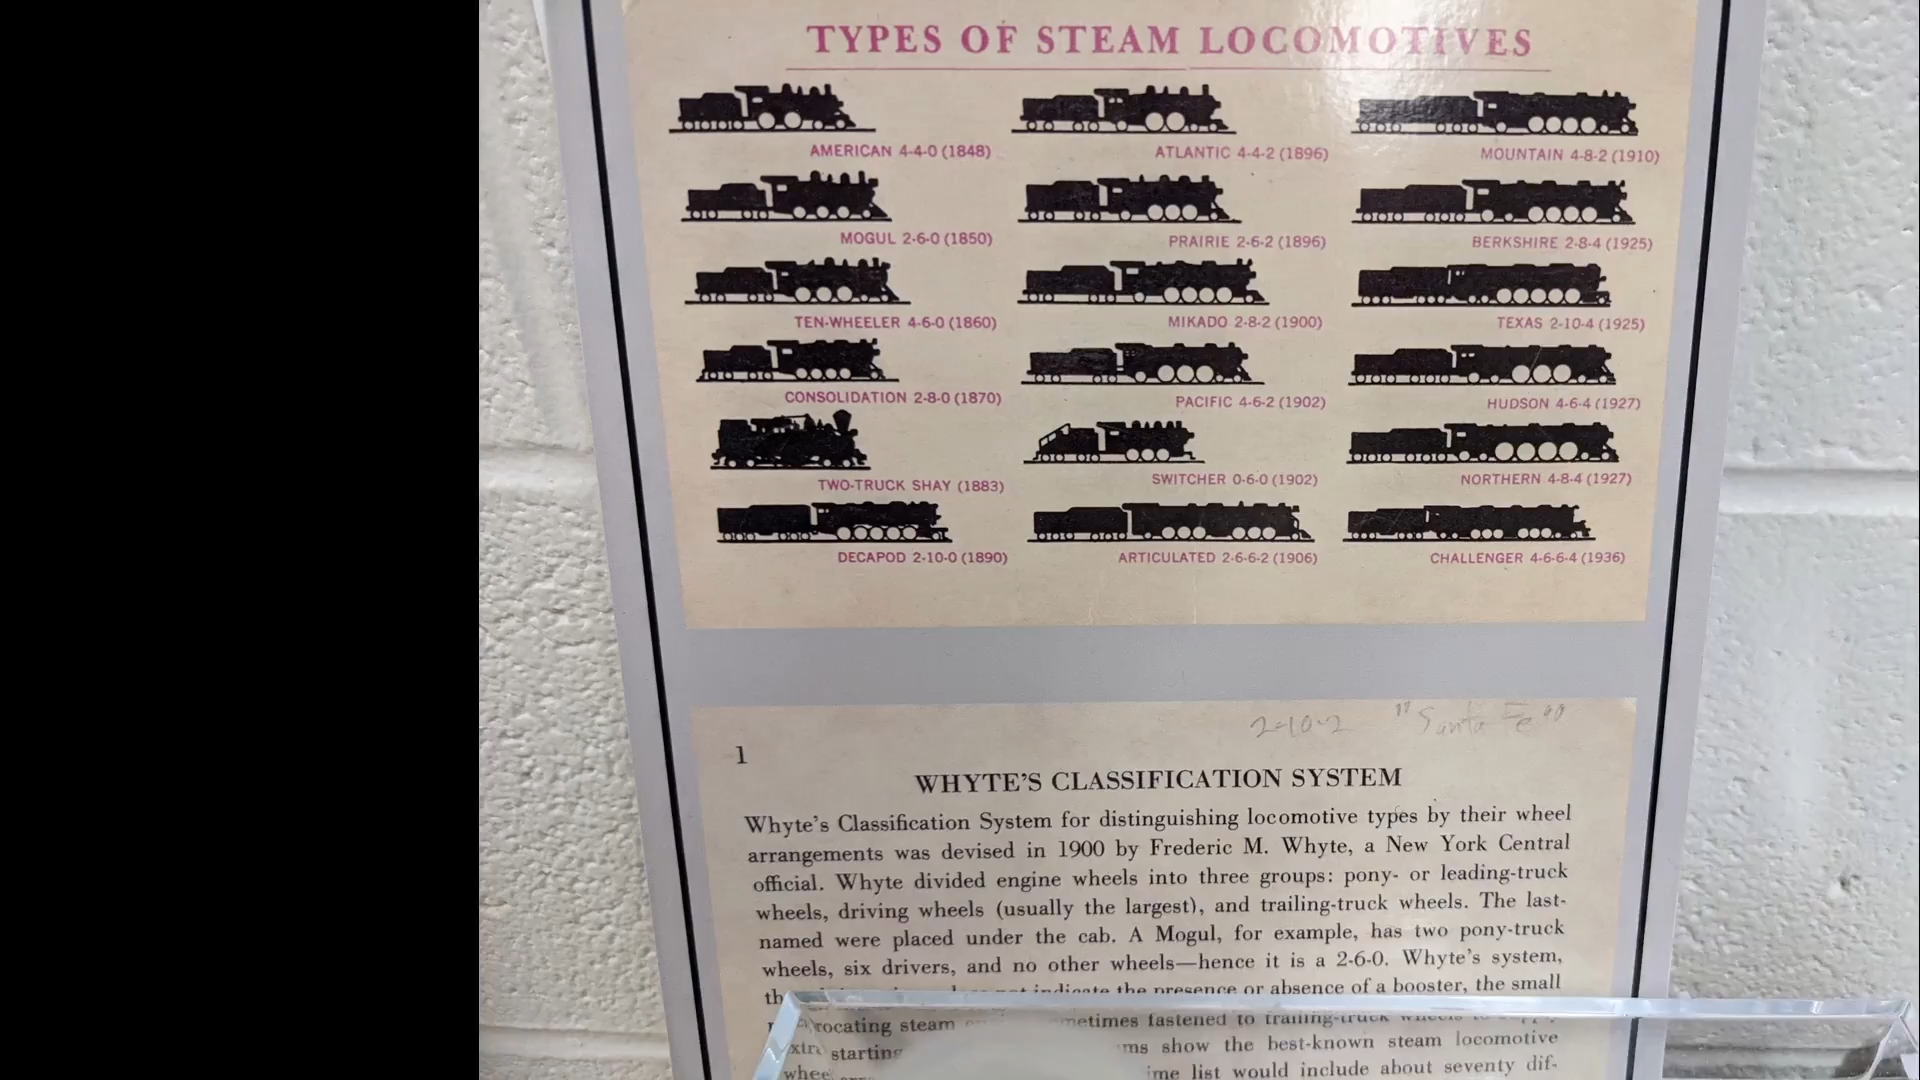 TYPES OF STEAM LOCOMOTIVES
AMERICAN 4-4-0 (1848)
MOGUL 2-6-0 (1850)
TEN-WHEELER 4-6-0 (1860)
CONSOLIDATION 2-8-0 (1870)
TWO-TRUCK SHAY (1883)
DECAPOD 2-10-0 (1890)
ATLANTIC 4-4-2 (1896)
PRAIRIE 2-6-2 (1896)
MIKADO 2-8-2 (1900)
PACIFIC 4-6-2 (1902)
SWITCHER 0-6-0 (1902)
ARTICULATED 2-6-6-2 (1906)
MOUNTAIN 4-8-2 (1910)
BERKSHIRE 2-8-4 (1925)
TEXAS 2-10-4 (1925)
HUDSON 4-6-4 (1927)
NORTHERN 4-8-4 (1927)
CHALLENGER 4-6-6-4 (1936)
2-10-2 "Santa Fe"
1
WHYTE'S CLASSIFICATION SYSTEM
Whyte's Classification System for distinguishing locomotive types by their wheel
arrangements was devised in 1900 by Frederic M. Whyte, a New York Central
official. Whyte divided engine wheels into three groups: pony- or leading-truck
wheels, driving wheels (usually the largest), and trailing-truck wheels. The last-
named were placed under the cab. A Mogul, for example, has two pony-truck
wheels, six drivers, and no other wheels—hence it is a 2-6-0. Whyte's system,
indicate the presence or absence of a booster, the small
rocating steam metimes fastened to trailing-truck wheels
starting ms show the best-known steam locomotive
whee ime list would include about seventy dif-